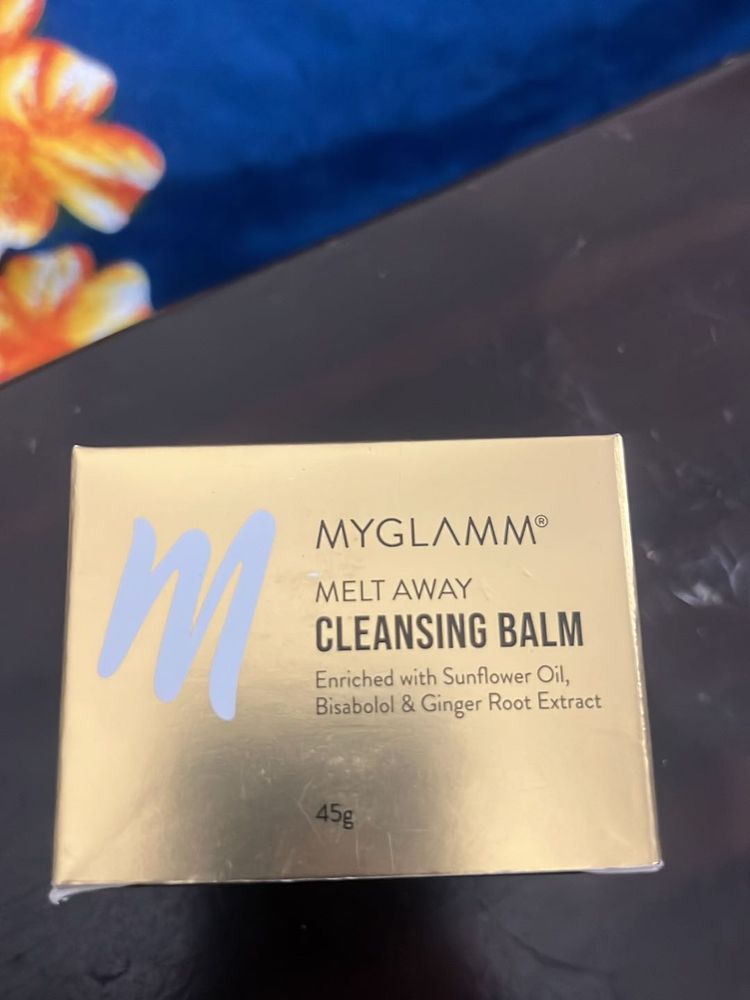 MYGLAMM®
MELT AWAY
CLEANSING BALM
Enriched with Sunflower Oil,
Bisabolol & Ginger Root Extract
45g